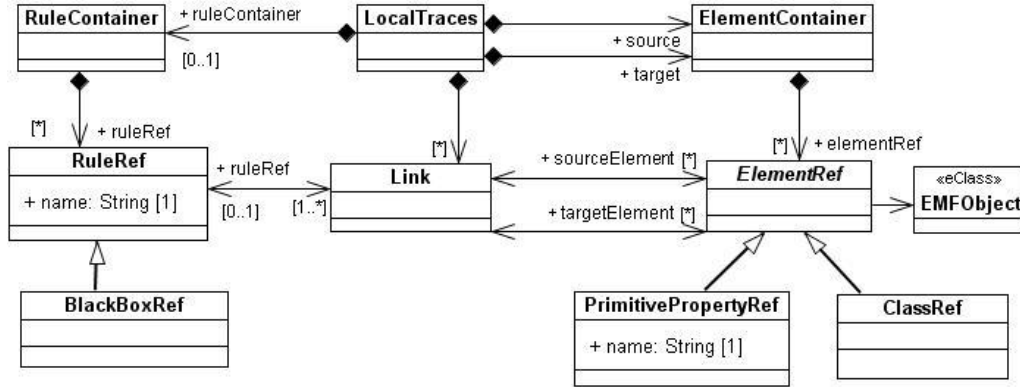 RuleContainer
+ ruleContainer
LocalTraces
ElementContainer
[0..1]
+ source
+ target
[*]
+ ruleRef
[*]
[*]
+ elementRef
RuleRef
+ name: String [1]
+ ruleRef
[0..1]
[1..*]
Link
+ sourceElement [*]
+ targetElement [*]
ElementRef
«eClass»
EMFObject
BlackBoxRef
PrimitivePropertyRef
+ name: String [1]
ClassRef